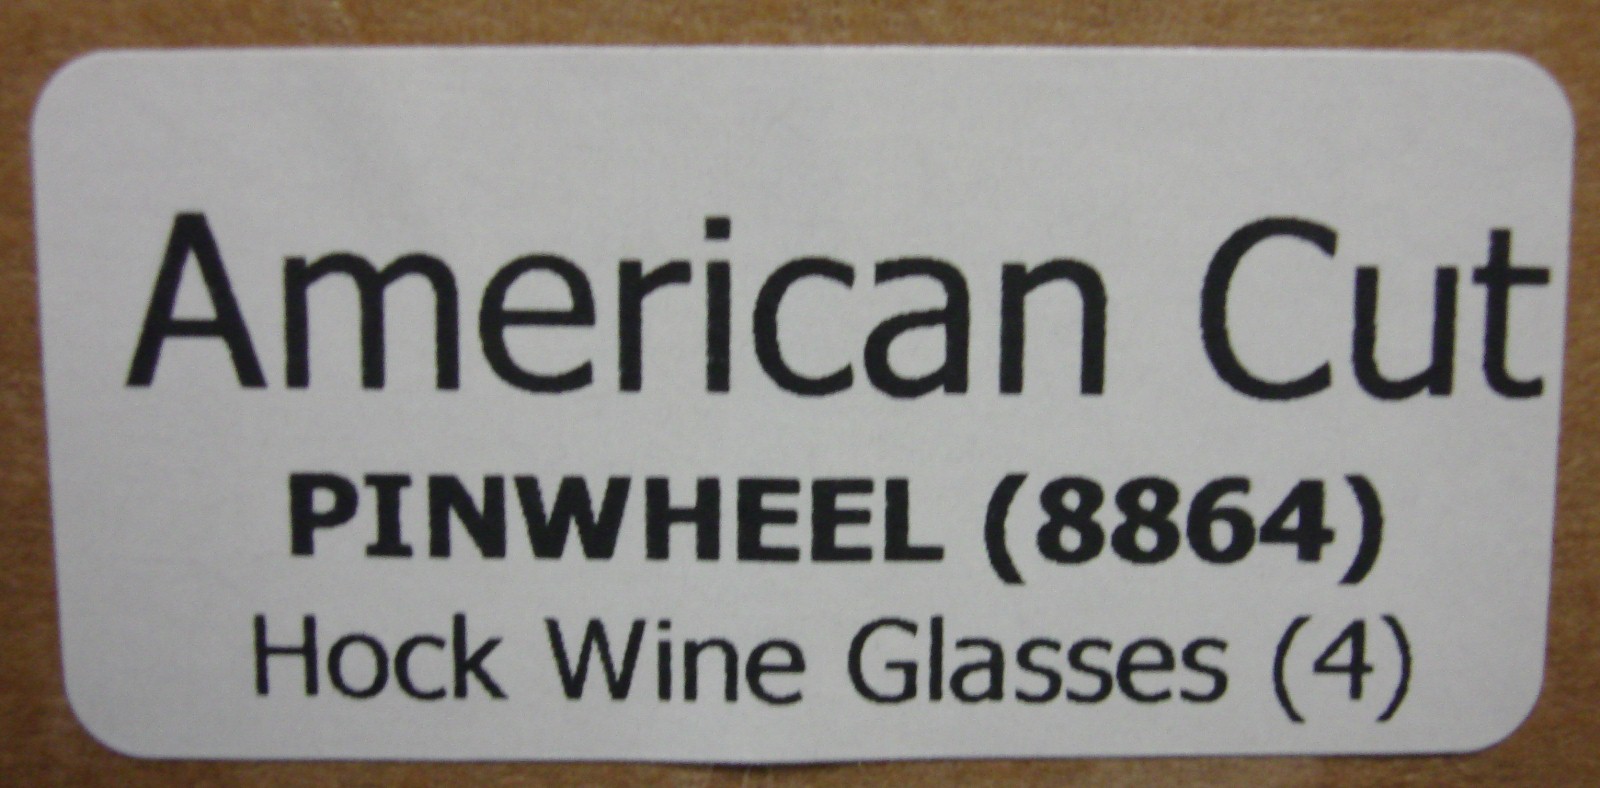 American Cut
PINWHEEL (8864)
Hock Wine Glasses (4)